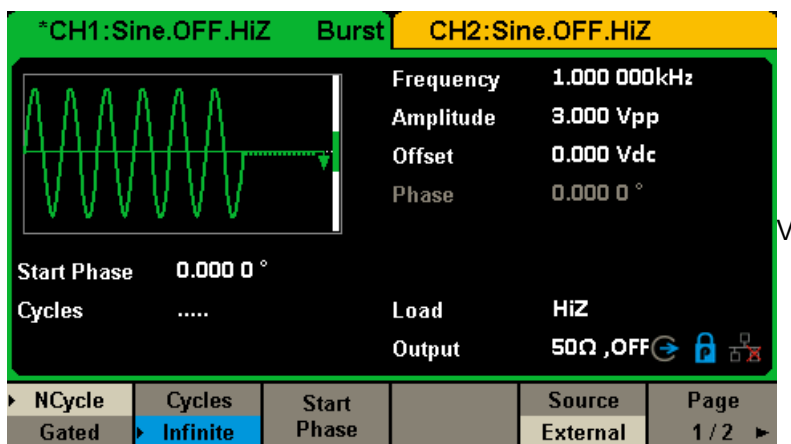 *CH1:Sine.OFF.HiZ Burst CH2:Sine.OFF.HiZ
Frequency 1.000 000kHz
Amplitude 3.000 Vpp
Offset 0.000 Vdc
Phase 0.000 0 °
V
Start Phase 0.000 0 °
Cycles .....
Load HiZ
Output 50Ω ,OFF P
NCycle Cycles Start Source Page
Gated Infinite Phase External 1/2